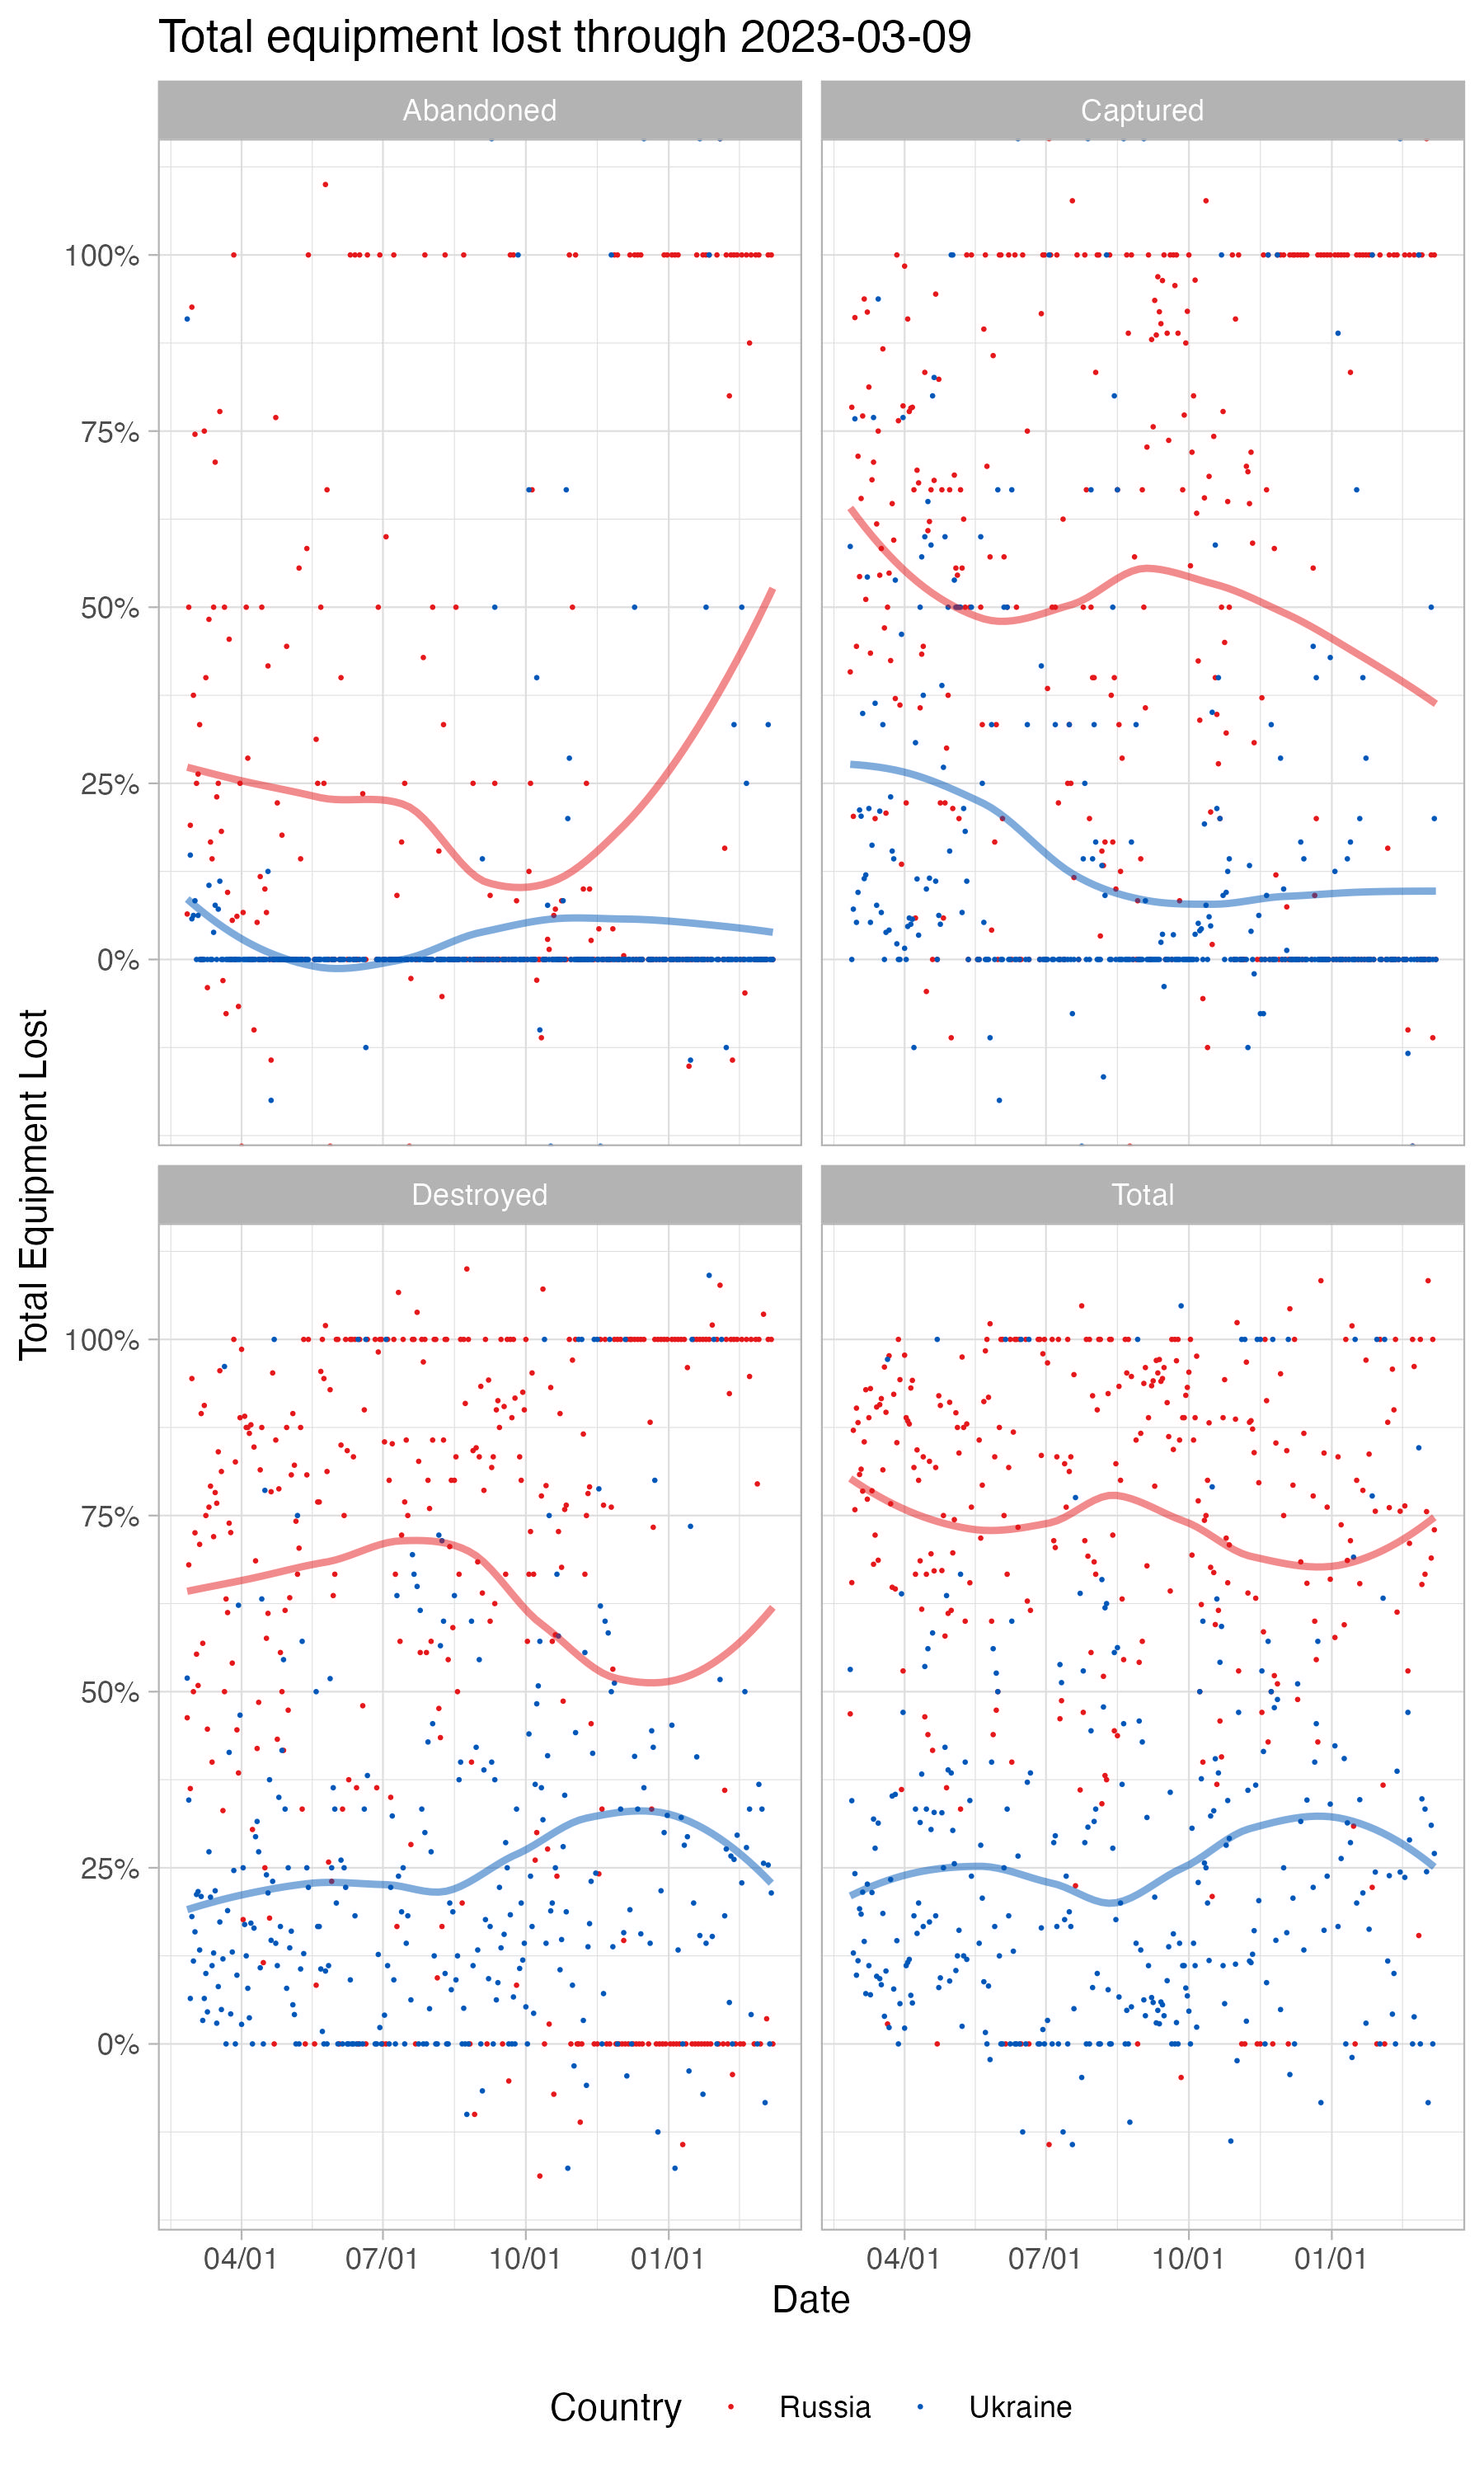 Total equipment lost through 2023-03-09
Abandoned
Captured
100%
75%
50%
25%
0%
Destroyed
Total
100%
75%
50%
25%
0%
Total Equipment Lost
04/01 07/01 10/01 01/01
04/01 07/01 10/01 01/01
Date
Country Russia Ukraine